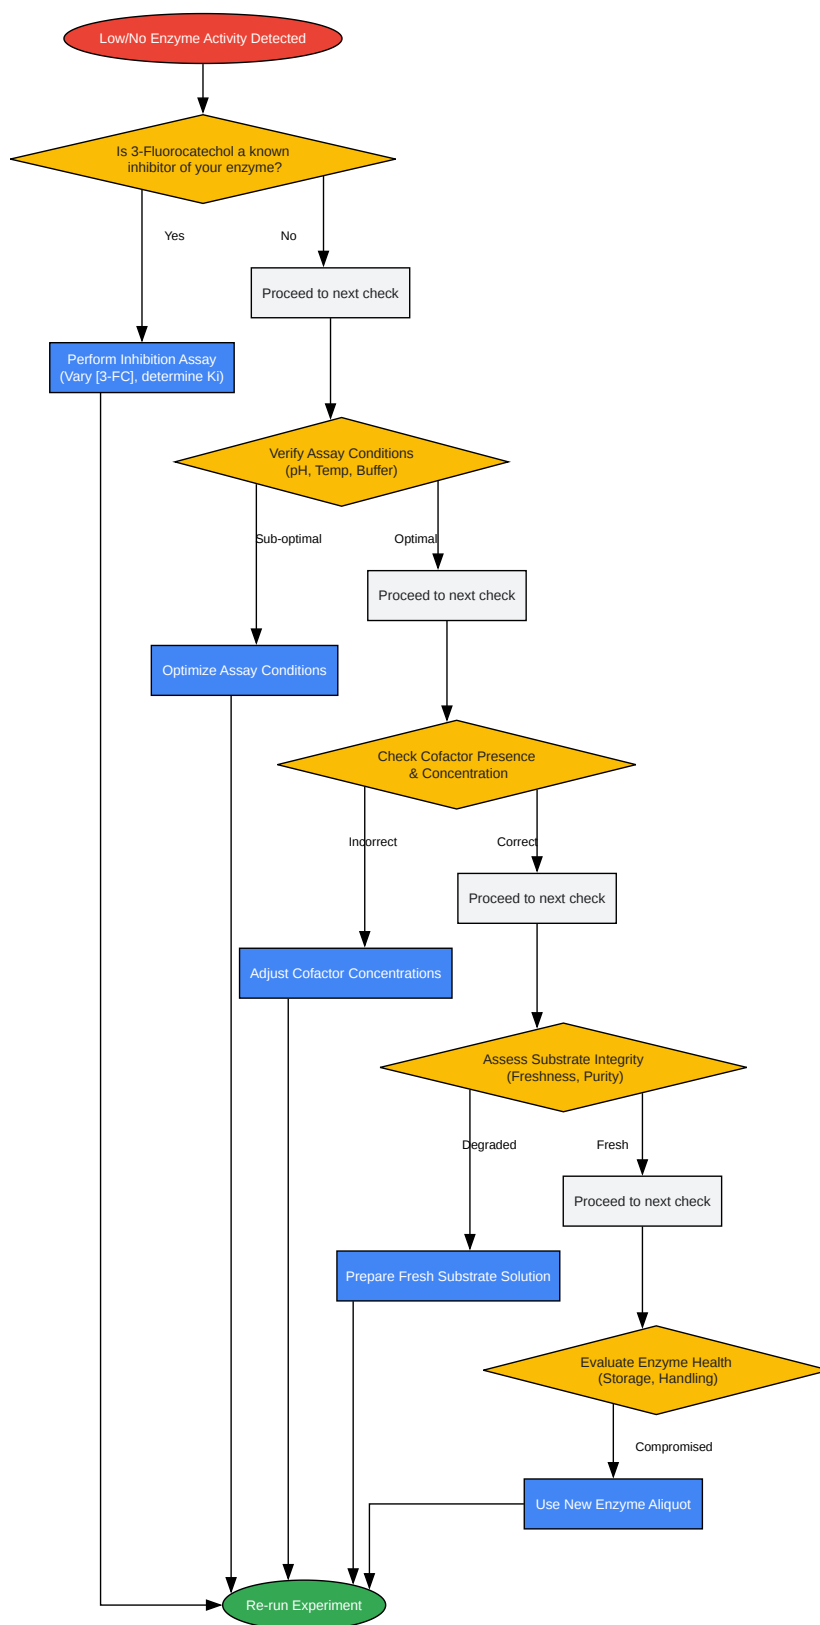 Low/No Enzyme Activity Detected
Is 3-Fluorocatechol a known
inhibitor of your enzyme?
Yes
No
Proceed to next check
Perform Inhibition Assay
(Vary [3-FC], determine Ki)
Verify Assay Conditions
(pH, Temp, Buffer)
Sub-optimal
Optimal
Proceed to next check
Optimize Assay Conditions
Check Cofactor Presence
& Concentration
Incorrect
Correct
Proceed to next check
Adjust Cofactor Concentrations
Assess Substrate Integrity
(Freshness, Purity)
Degraded
Fresh
Proceed to next check
Prepare Fresh Substrate Solution
Evaluate Enzyme Health
(Storage, Handling)
Compromised
Use New Enzyme Aliquot
Re-run Experiment